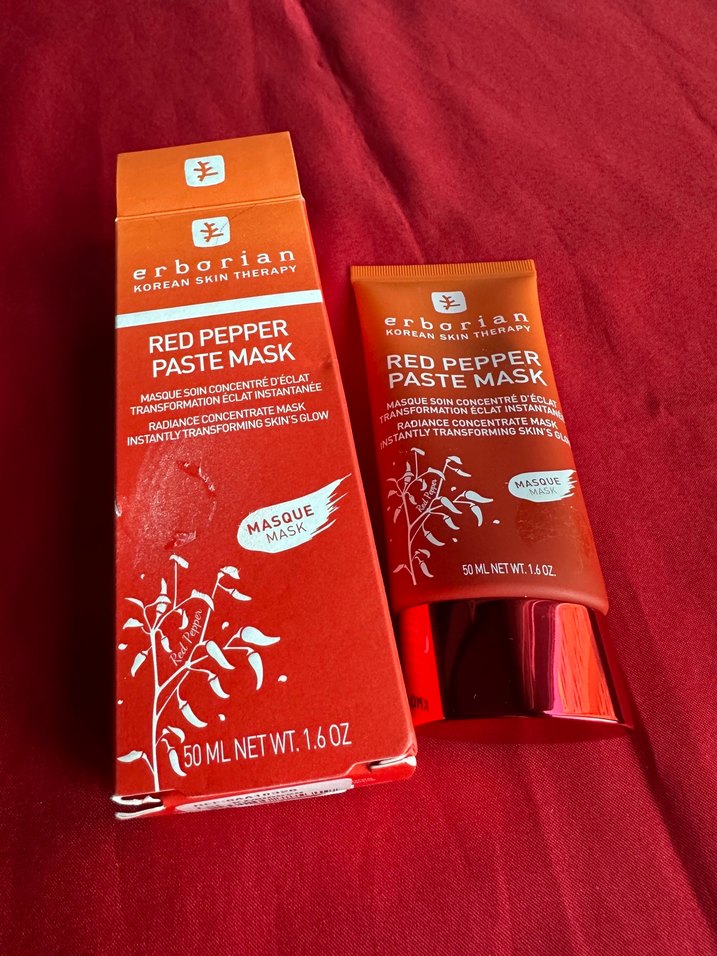 erborian
KOREAN SKIN THERAPY
RED PEPPER
PASTE MASK
MASQUE SOIN CONCENTRÉ D'ÉCLAT
TRANSFORMATION ÉCLAT INSTANTANÉE
RADIANCE CONCENTRATE MASK
INSTANTLY TRANSFORMING SKIN'S GLOW
MASQUE
MASK
Red Pepper
50 ML NET WT. 1.6 OZ
erborian
KOREAN SKIN THERAPY
RED PEPPER
PASTE MASK
MASQUE SOIN CONCENTRÉ D'ÉCLAT
TRANSFORMATION ÉCLAT INSTANTANÉE
RADIANCE CONCENTRATE MASK
INSTANTLY TRANSFORMING SKIN'S GLOW
MASQUE
MASK
Red Pepper
50 ML NET WT. 1.6 OZ.